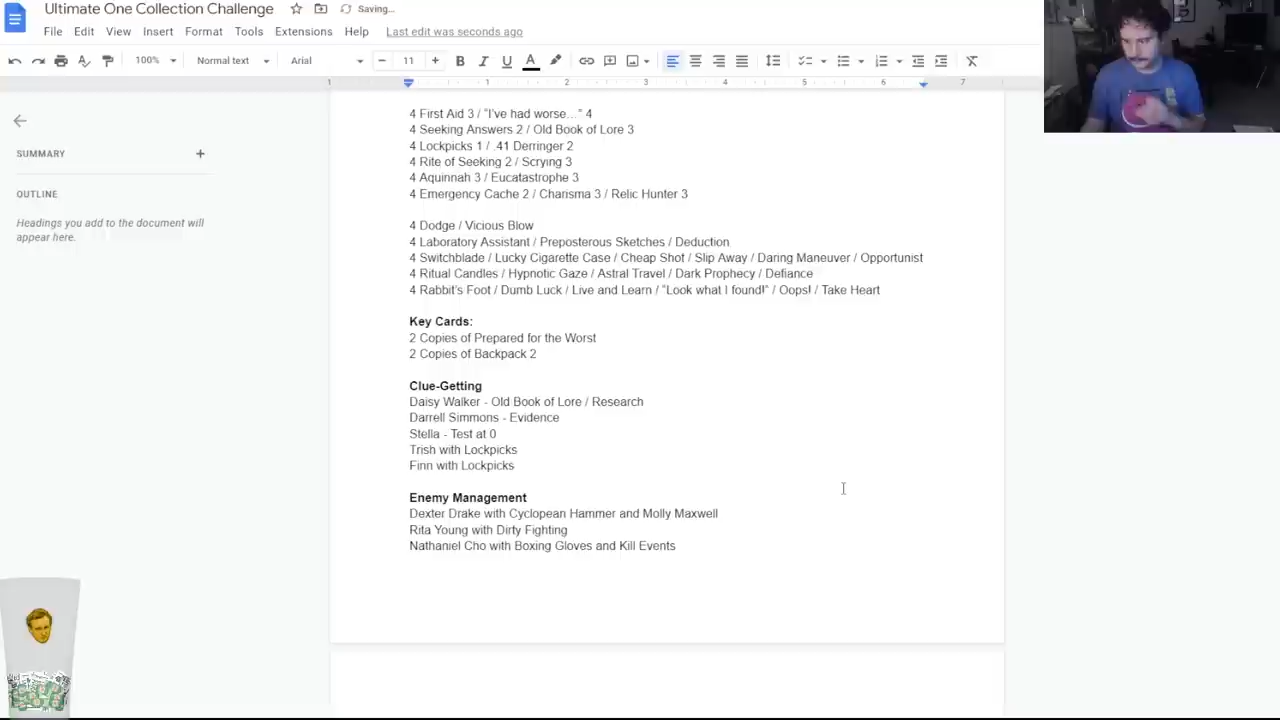 Ultimate One Collection Challenge
Saving...
File Edit View Insert Format Tools Extensions Help Last edit was seconds ago
100% Normal text Arial 11
1 1 2 3 4 5 6 7
4 First Aid 3 / “I’ve had worse…” 4
SUMMARY
4 Seeking Answers 2 / Old Book of Lore 3
4 Lockpicks 1 / .41 Derringer 2
4 Rite of Seeking 2 / Scrying 3
4 Aquinnah 3 / Eucatastrophe 3
4 Emergency Cache 2 / Charisma 3 / Relic Hunter 3
OUTLINE
Headings you add to the document will
appear here.
4 Dodge / Vicious Blow
4 Laboratory Assistant / Preposterous Sketches / Deduction
4 Switchblade / Lucky Cigarette Case / Cheap Shot / Slip Away / Daring Maneuver / Opportunist
4 Ritual Candles / Hypnotic Gaze / Astral Travel / Dark Prophecy / Defiance
4 Rabbit’s Foot / Dumb Luck / Live and Learn / “Look what I found!” / Oops! / Take Heart
Key Cards:
2 Copies of Prepared for the Worst
2 Copies of Backpack 2
Clue-Getting
Daisy Walker - Old Book of Lore / Research
Darrell Simmons - Evidence
Stella - Test at 0
Trish with Lockpicks
Finn with Lockpicks
Enemy Management
Dexter Drake with Cyclopean Hammer and Molly Maxwell
Rita Young with Dirty Fighting
Nathaniel Cho with Boxing Gloves and Kill Events